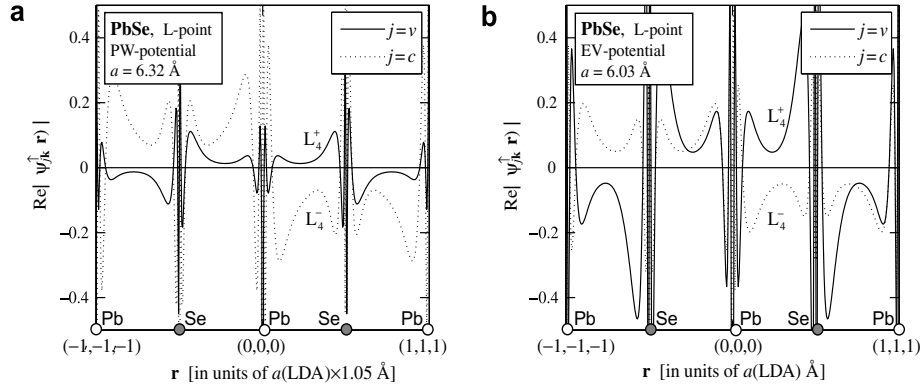 a
PbSe, L-point
PW-potential
a = 6.32 Å
j = v
j = c
Re| ψ↑jk r) |
0.4
0.2
0
−0.2
−0.4
L4+
L4−
Pb
Se
Pb
Se
Pb
(−1,−1,−1)
(0,0,0)
(1,1,1)
r [in units of a(LDA)×1.05 Å]
b
PbSe, L-point
EV-potential
a = 6.03 Å
j = v
j = c
Re| ψ↑jk r) |
0.4
0.2
0
−0.2
−0.4
L4+
L4−
Pb
Se
Pb
Se
Pb
(−1,−1,−1)
(0,0,0)
(1,1,1)
r [in units of a(LDA) Å]